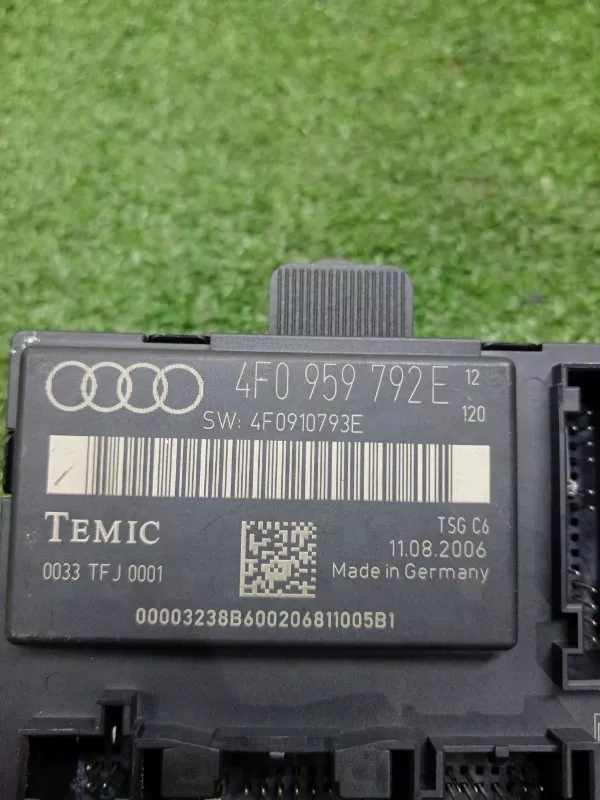 4F0 959 792E 12
120
SW: 4F0910793E
TEMIC
TSG C6
11.08.2006
0033 TFJ 0001
Made in Germany
00003238B600206811005B1